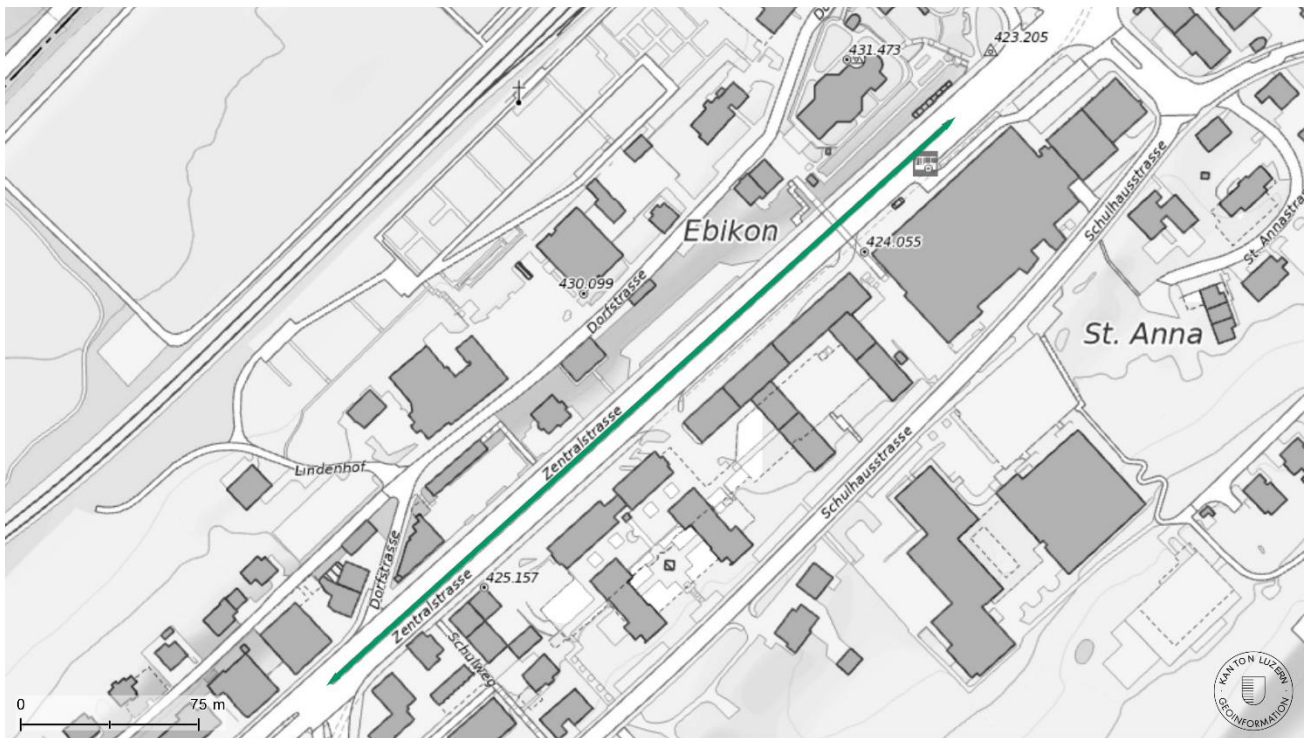 Do
431.473
423.205
Schulhausstrasse
St. Annastra
Ebikon
424.055
430.099
Dorfstrasse
St. Anna
Zentralstrasse
Schulhausstrasse
Lindenhof
Dorfstrasse
425.157
Zentralstrasse
Schulweg
0 75 m
KANTON LUZERN
GEOINFORMATION